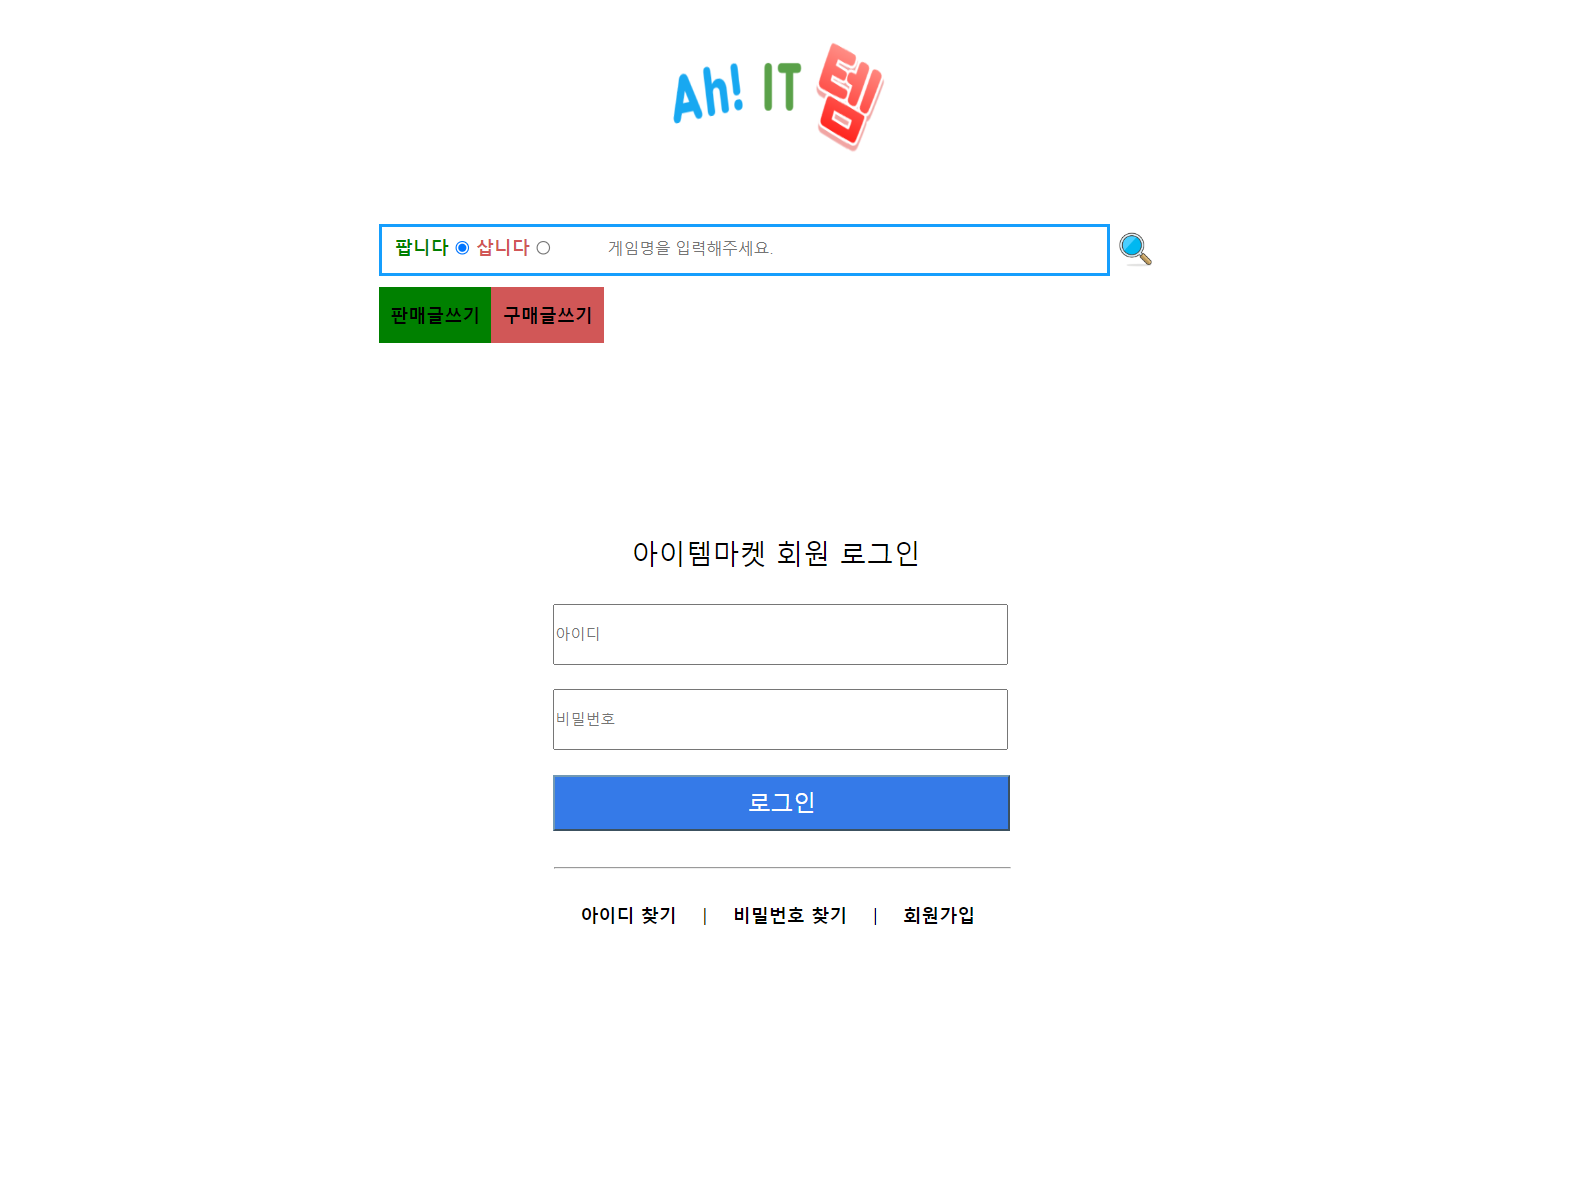 Ah! IT 템
팝니다 삽니다 게임명을 입력해주세요.
판매글쓰기 구매글쓰기
아이템마켓 회원 로그인
아이디
비밀번호
로그인
아이디 찾기 | 비밀번호 찾기 | 회원가입